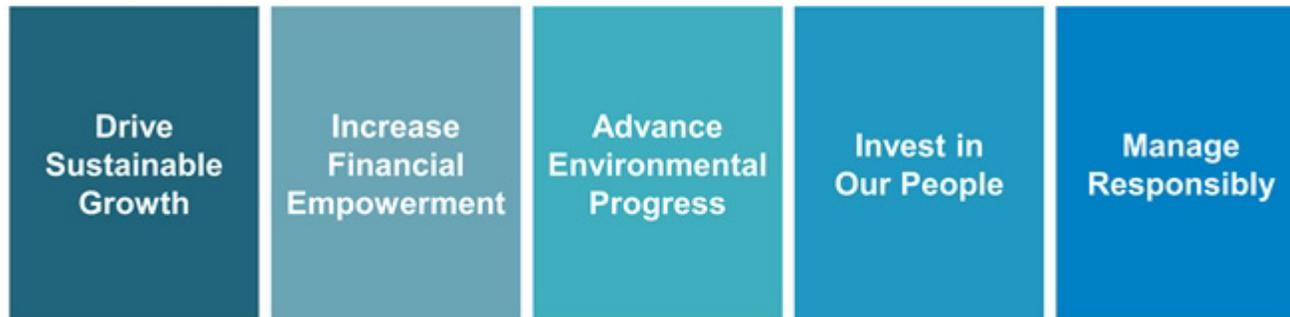 Drive
Sustainable
Growth
Increase
Financial
Empowerment
Advance
Environmental
Progress
Invest in
Our People
Manage
Responsibly